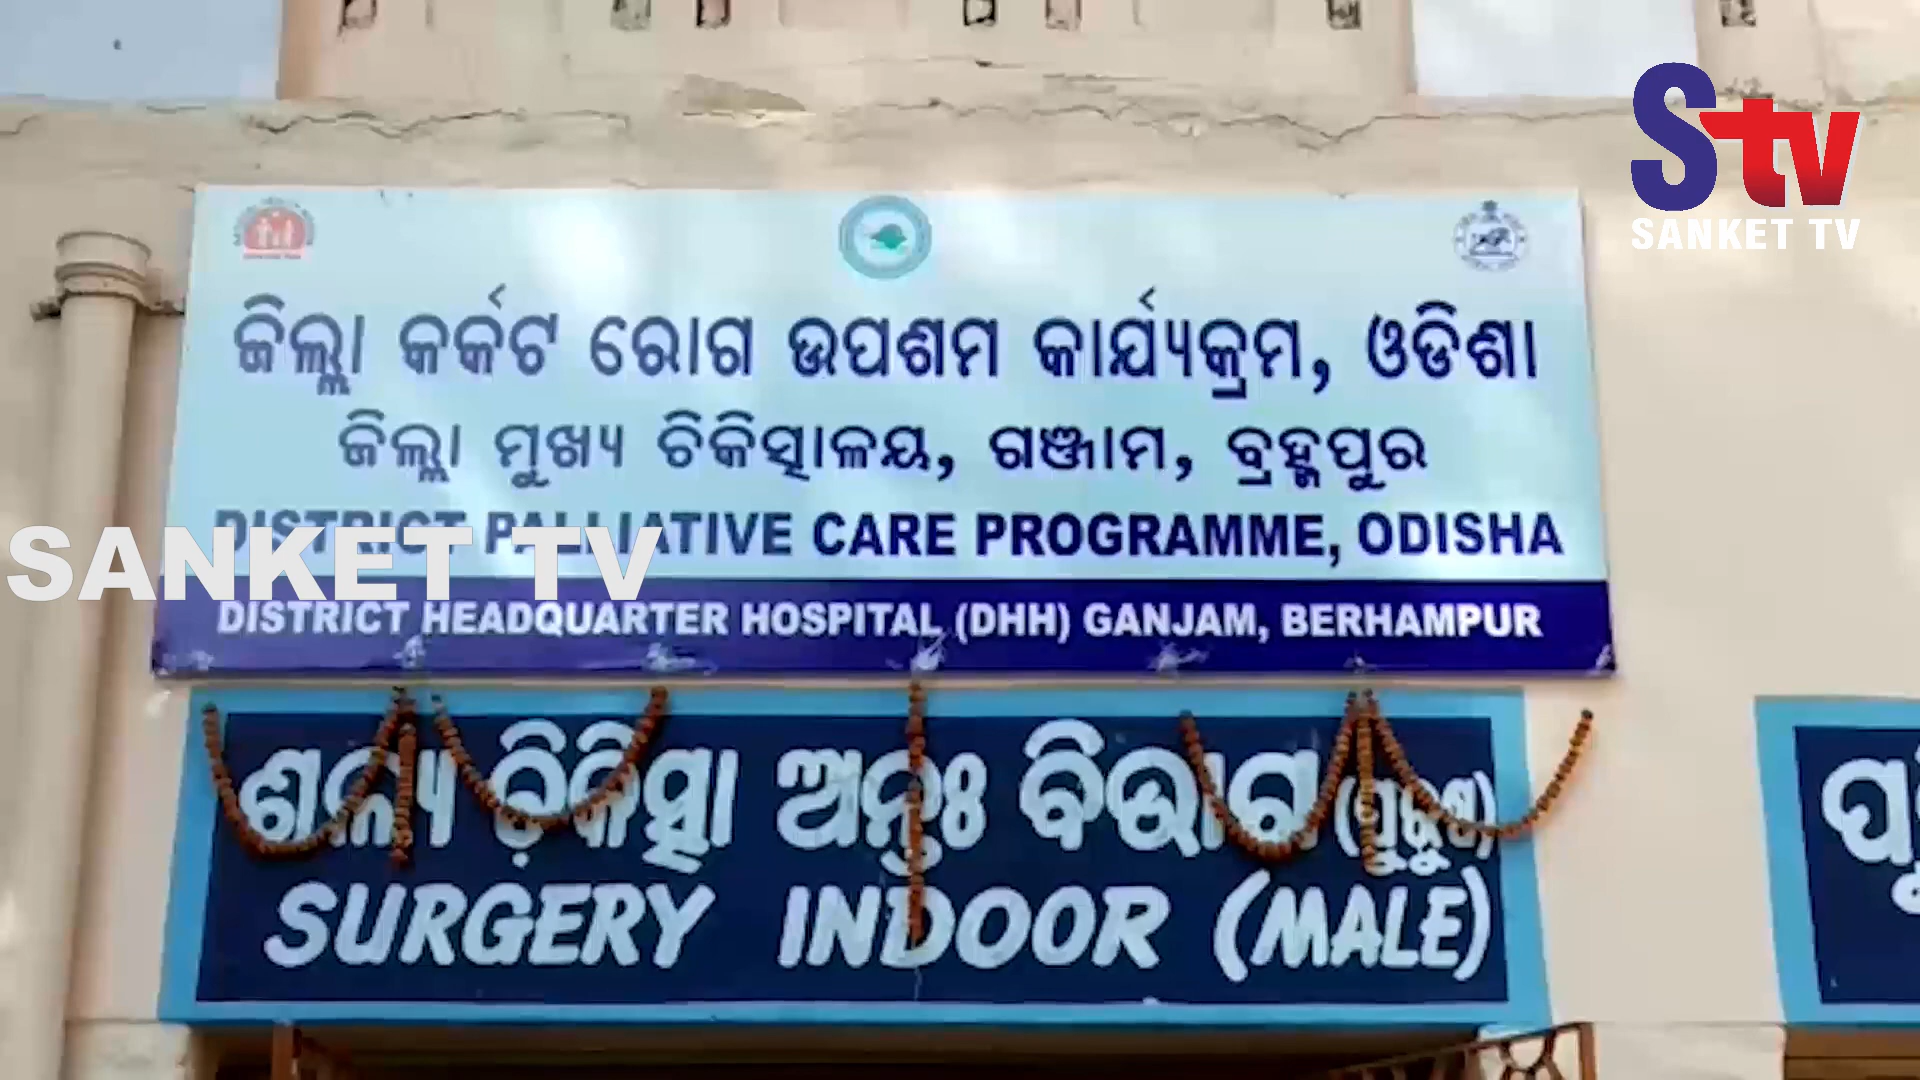 STV
SANKET TV
ଜିଲ୍ଲା କର୍କଟ ରୋଗ ଉପଶମ କାର୍ଯ୍ୟକ୍ରମ, ଓଡିଶା
ଜିଲ୍ଲା ମୁଖ୍ୟ ଚିକିତ୍ସାଳୟ, ଗଞ୍ଜାମ, ବ୍ରହ୍ମପୁର
DISTRICT PALLIATIVE CARE PROGRAMME, ODISHA
SANKET TV
DISTRICT HEADQUARTER HOSPITAL (DHH) GANJAM, BERHAMPUR
ଶଲ୍ୟ ଚିକିତ୍ସା ଅନ୍ତଃ ବିଭାଗ (ପୁରୁଷ)
SURGERY INDOOR (MALE)